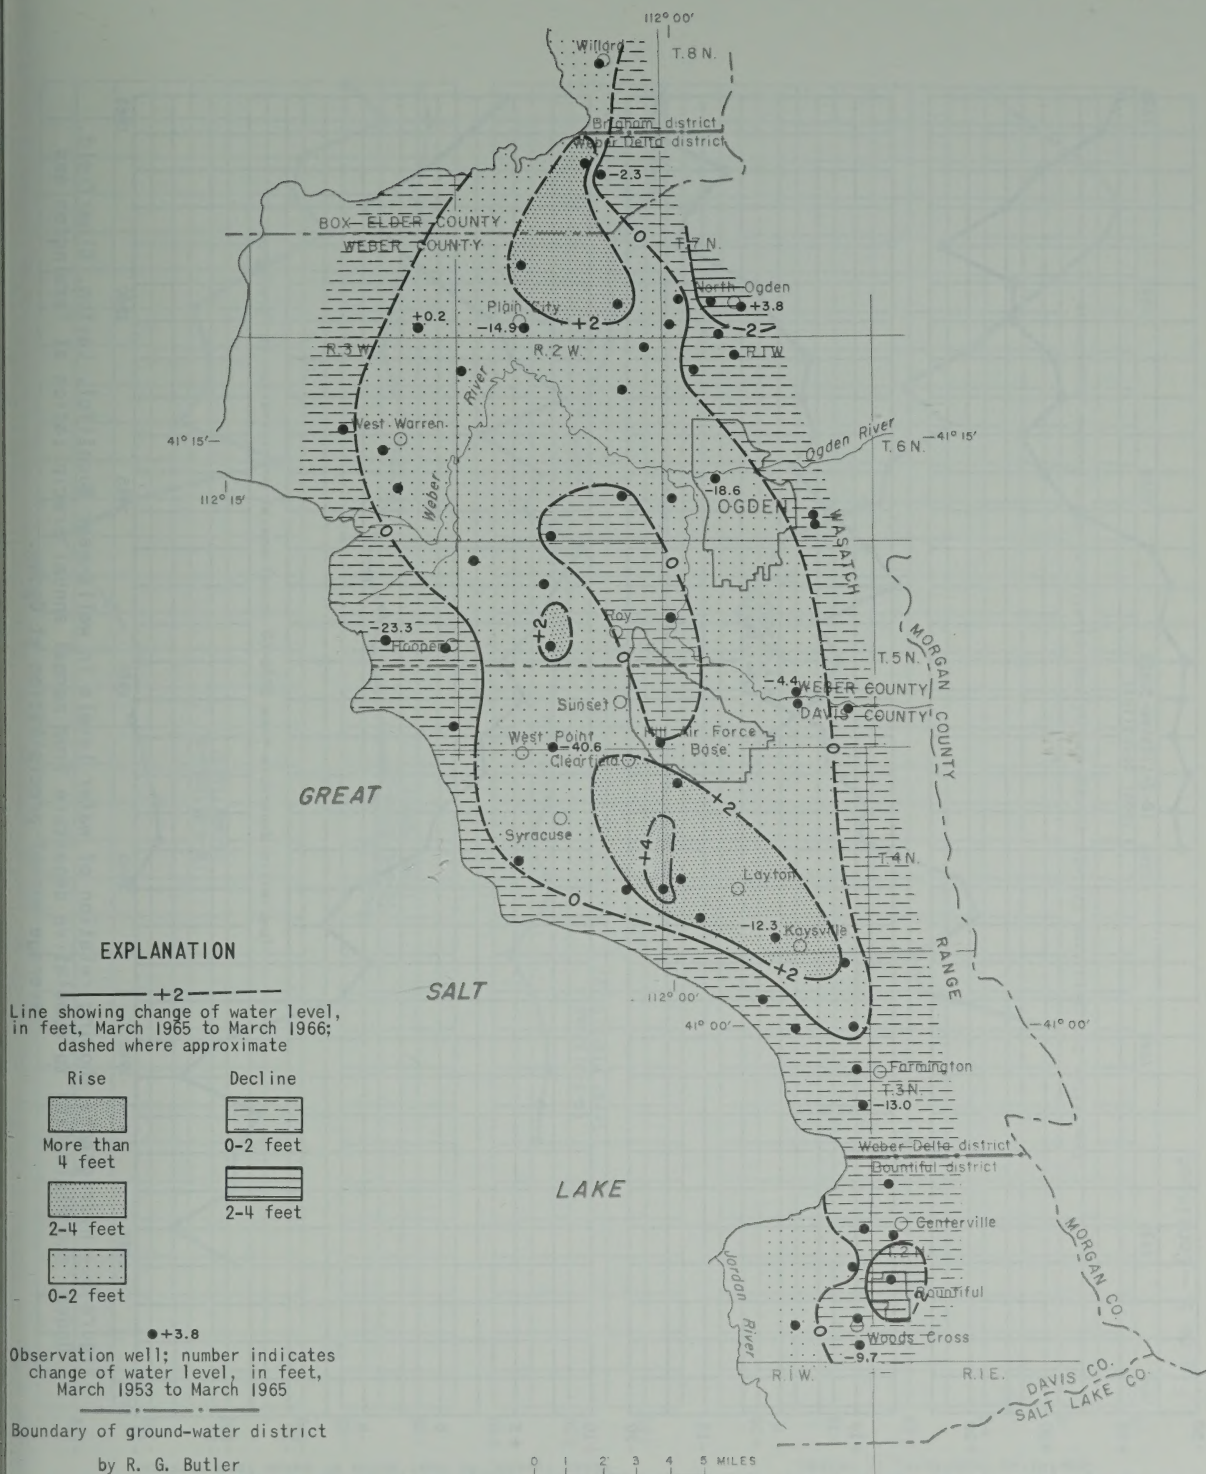 112° 00'
Willard
T. 8 N.
Brigham district
Weber Delta district
-2.3
BOX ELDER COUNTY
WEBER COUNTY
0
T. 7 N.
North Ogden
+3.8
Plain City
+0.2
-14.9
+2
-2
R. 3 W.
R. 2 W.
R. 1 W.
River
West Warren
41° 15'
Ogden River
T. 6 N.
41° 15'
112° 15'
Weber
-18.6
OGDEN
WASATCH
0
0
+2
Roy
-23.3
Hooper
0
MORGAN COUNTY
T. 5 N.
-4.4
WEBER COUNTY
DAVIS COUNTY
Sunset
West Point
-40.6
Hill Air Force
Base
Clearfield
0
GREAT
+2
Syracuse
+4
T. 4 N.
Layton
0
-12.3
Kaysville
RANGE
+2
SALT
112° 00'
41° 00'
41° 00'
Farmington
T. 3 N.
-13.0
Weber Delta district
Bountiful district
LAKE
Centerville
T. 2 N.
Jordan
River
Bountiful
-2
0
Woods Cross
-9.7
R. 1 W.
R. 1 E.
MORGAN CO.
DAVIS CO.
SALT LAKE CO.
EXPLANATION
+2
Line showing change of water level,
in feet, March 1965 to March 1966;
dashed where approximate
Rise
Decline
More than
4 feet
0-2 feet
2-4 feet
2-4 feet
0-2 feet
+3.8
Observation well; number indicates
change of water level, in feet,
March 1953 to March 1965
Boundary of ground-water district
by R. G. Butler
0 1 2 3 4 5 MILES